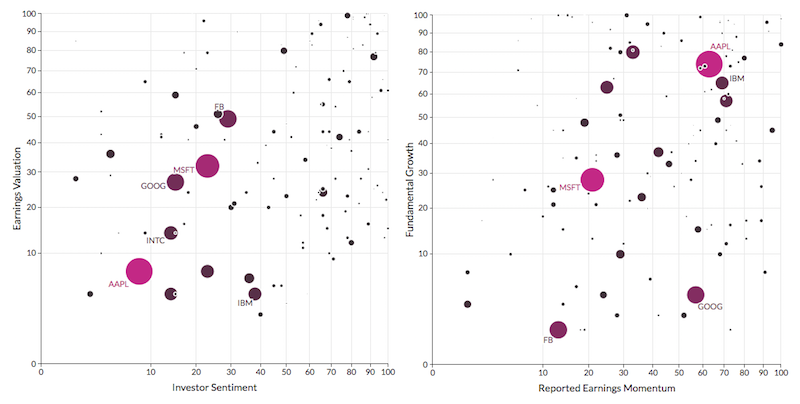 Earnings Valuation
100
90
80
70
60
50
40
30
20
10
0
FB
MSFT
GOOG
INTC
AAPL
IBM
0
10
20
30
40
50
60
70
80
90
100
Investor Sentiment
Fundamental Growth
100
90
80
70
60
50
40
30
20
10
0
AAPL
IBM
MSFT
GOOG
FB
0
10
20
30
40
50
60
70
80
90
100
Reported Earnings Momentum